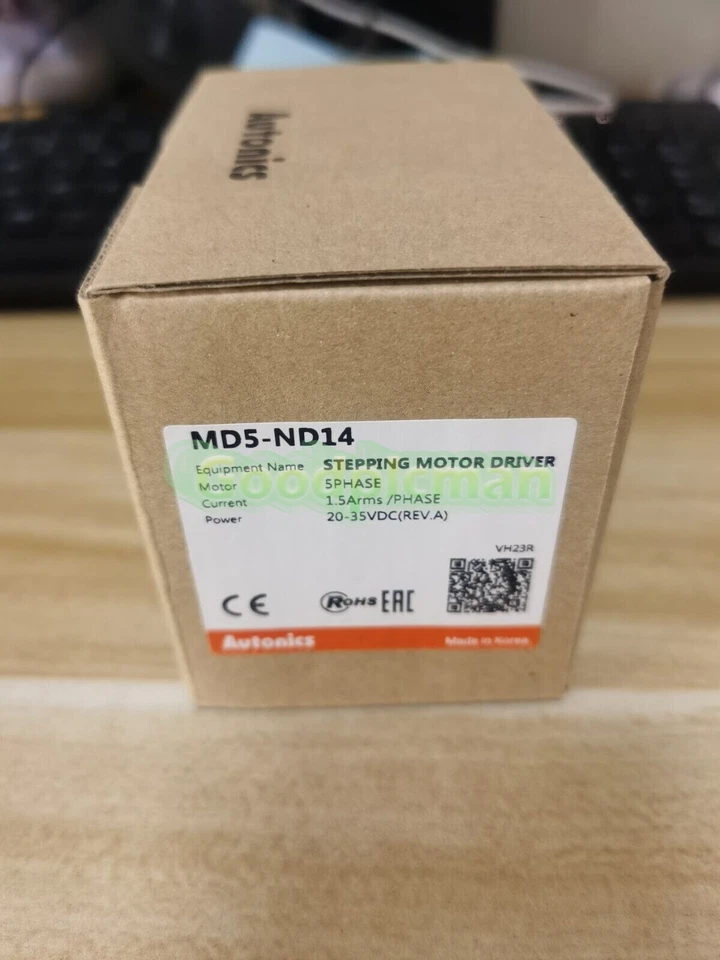 Autonics
MD5-ND14
Equipment Name STEPPING MOTOR DRIVER
Motor 5PHASE
Current 1.5Arms /PHASE
Power 20-35VDC(REV.A)
Goodpicman
VH23R
CE RoHS EAC
Autonics Made in Korea